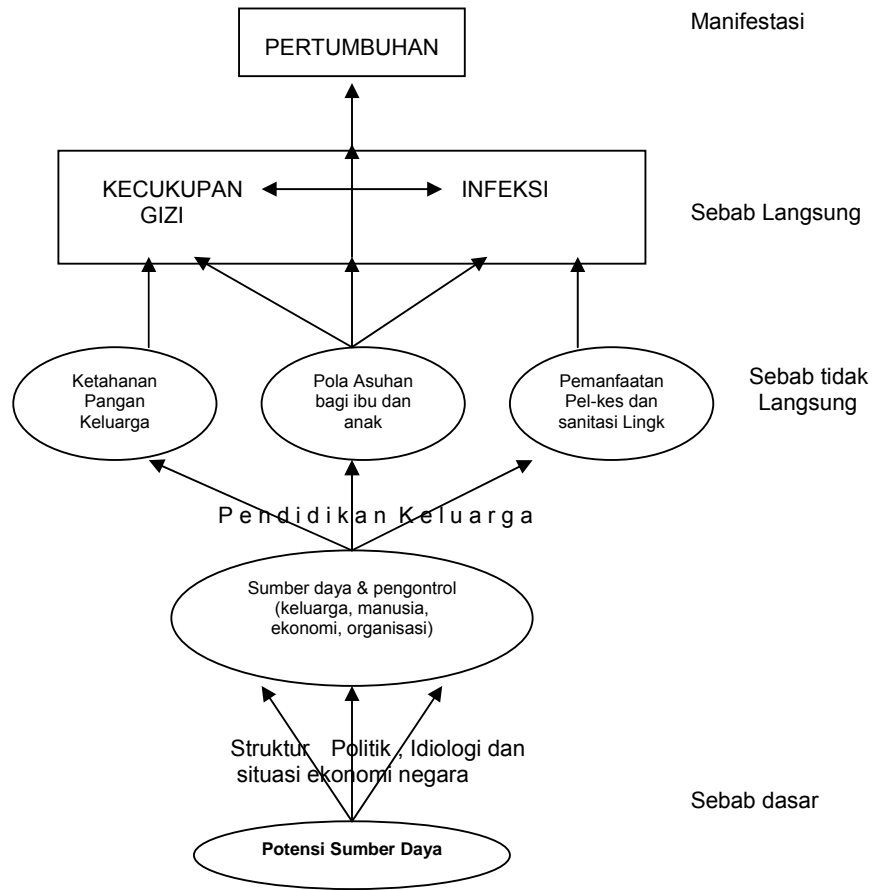 Manifestasi
PERTUMBUHAN
KECUKUPAN
GIZI
INFEKSI
Sebab Langsung
Ketahanan
Pangan
Keluarga
Pola Asuhan
bagi ibu dan
anak
Pemanfaatan
Pel-kes dan
sanitasi Lingk
Sebab tidak
Langsung
Pendidikan Keluarga
Sumber daya & pengontrol
(keluarga, manusia,
ekonomi, organisasi)
Struktur Politik , Idiologi dan
situasi ekonomi negara
Sebab dasar
Potensi Sumber Daya